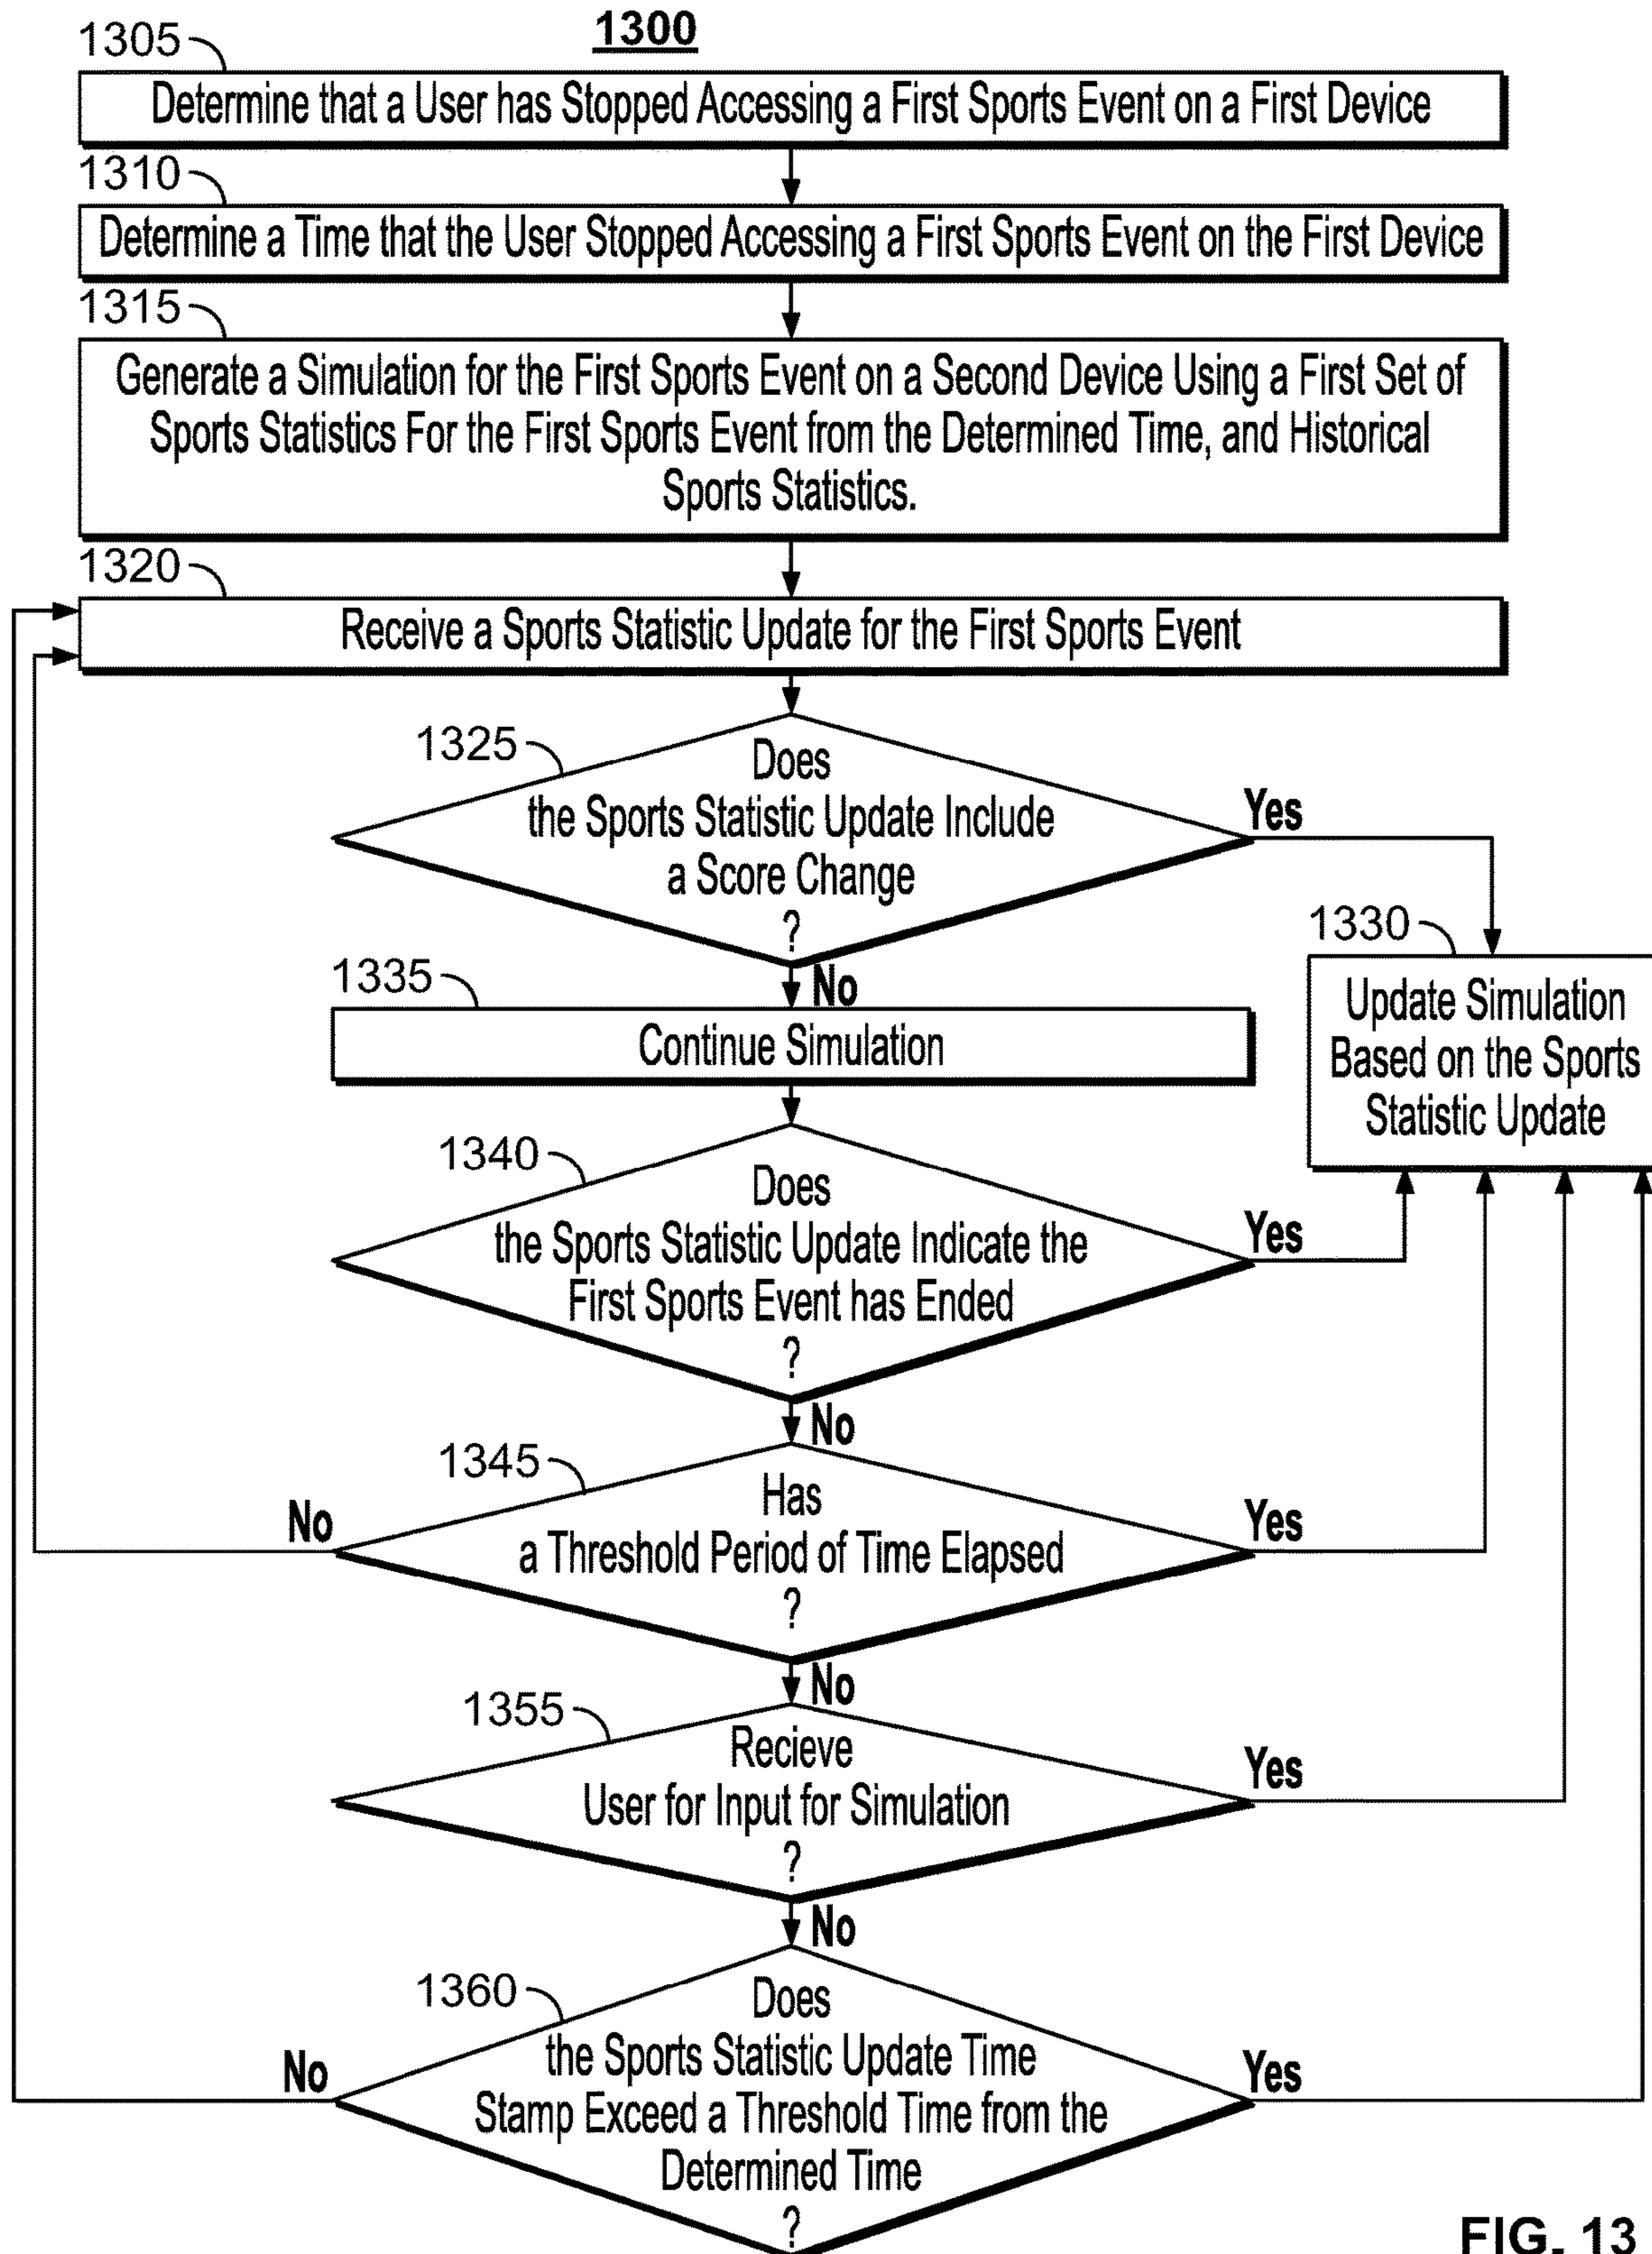 1300
1305
Determine that a User has Stopped Accessing a First Sports Event on a First Device
1310
Determine a Time that the User Stopped Accessing a First Sports Event on the First Device
1315
Generate a Simulation for the First Sports Event on a Second Device Using a First Set of
Sports Statistics For the First Sports Event from the Determined Time, and Historical
Sports Statistics.
1320
Receive a Sports Statistic Update for the First Sports Event
1325
Does
the Sports Statistic Update Include
a Score Change
?
Yes
No
1330
Update Simulation
Based on the Sports
Statistic Update
1335
Continue Simulation
1340
Does
the Sports Statistic Update Indicate the
First Sports Event has Ended
?
Yes
No
1345
Has
a Threshold Period of Time Elapsed
?
No
Yes
No
1355
Recieve
User for Input for Simulation
?
Yes
No
1360
Does
the Sports Statistic Update Time
Stamp Exceed a Threshold Time from the
Determined Time
?
No
Yes
FIG. 13